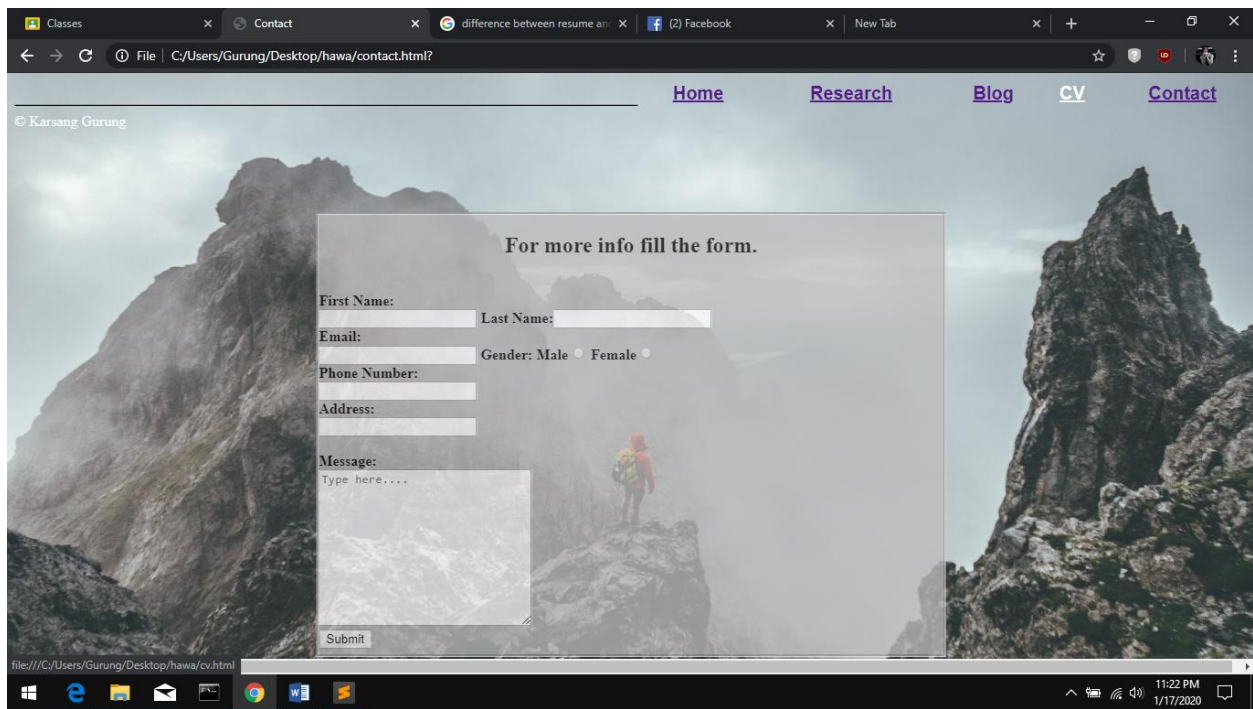 Classes
Contact
difference between resume an
(2) Facebook
New Tab
File | C:/Users/Gurung/Desktop/hawa/contact.html?
Home Research Blog CV Contact
© Karsang Gurung
For more info fill the form.
First Name:
Last Name:
Email:
Gender: Male Female
Phone Number:
Address:
Message:
Type here....
Submit
file:///C:/Users/Gurung/Desktop/hawa/cv.html
11:22 PM
1/17/2020